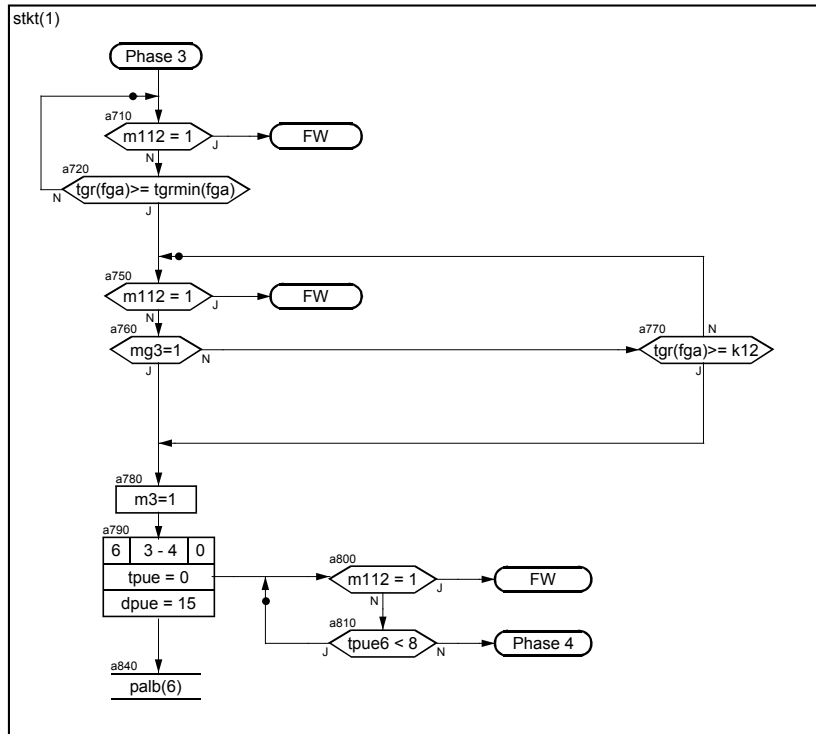 stkt(1)
Phase 3
a710
m112 = 1
J
FW
N
a720
tgr(fga)>= tgrmin(fga)
N
J
a750
m112 = 1
J
FW
N
a760
mg3=1
N
J
a770
N
tgr(fga)>= k12
J
a780
m3=1
a790
6 3 - 4 0
tpue = 0
dpue = 15
a800
m112 = 1
J
FW
N
a810
tpue6 < 8
J
N
Phase 4
a840
palb(6)